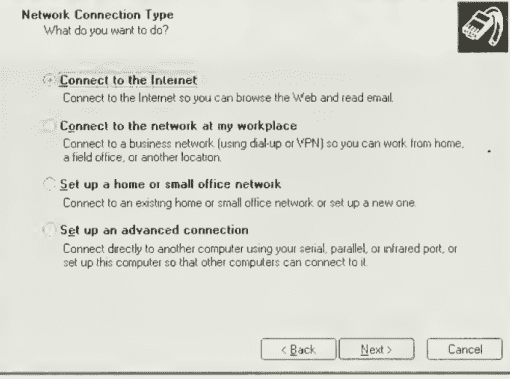 Network Connection Type
What do you want to do?
Connect to the Internet
Connect to the Internet so you can browse the Web and read email.
Connect to the network at my workplace
Connect to a business network (using dial-up or VPN) so you can work from home,
a field office, or another location.
Set up a home or small office network
Connect to an existing home or small office network or set up a new one.
Set up an advanced connection
Connect directly to another computer using your serial, parallel, or infrared port, or
set up this computer so that other computers can connect to it.
< Back
Next >
Cancel